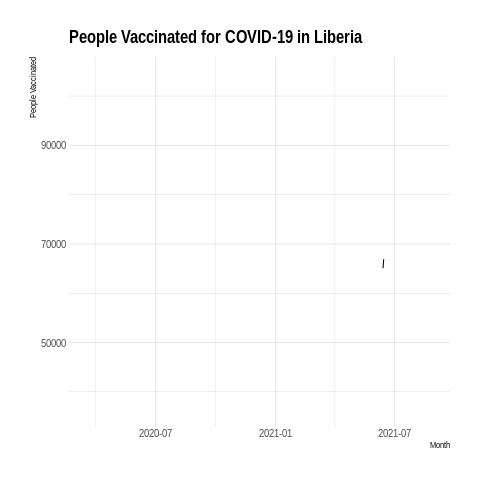 People Vaccinated for COVID-19 in Liberia
People Vaccinated
90000
70000
50000
2020-07
2021-01
2021-07
Month